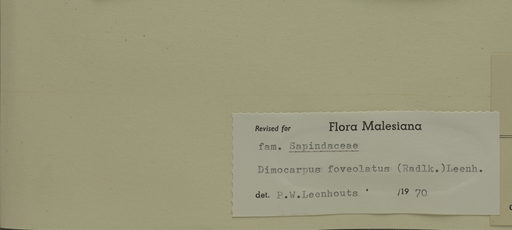 Revised for Flora Malesiana
fam. Sapindaceae
Dimocarpus foveolatus (Radlk.)Leenh.
det. P.W.Leenhouts /19 70